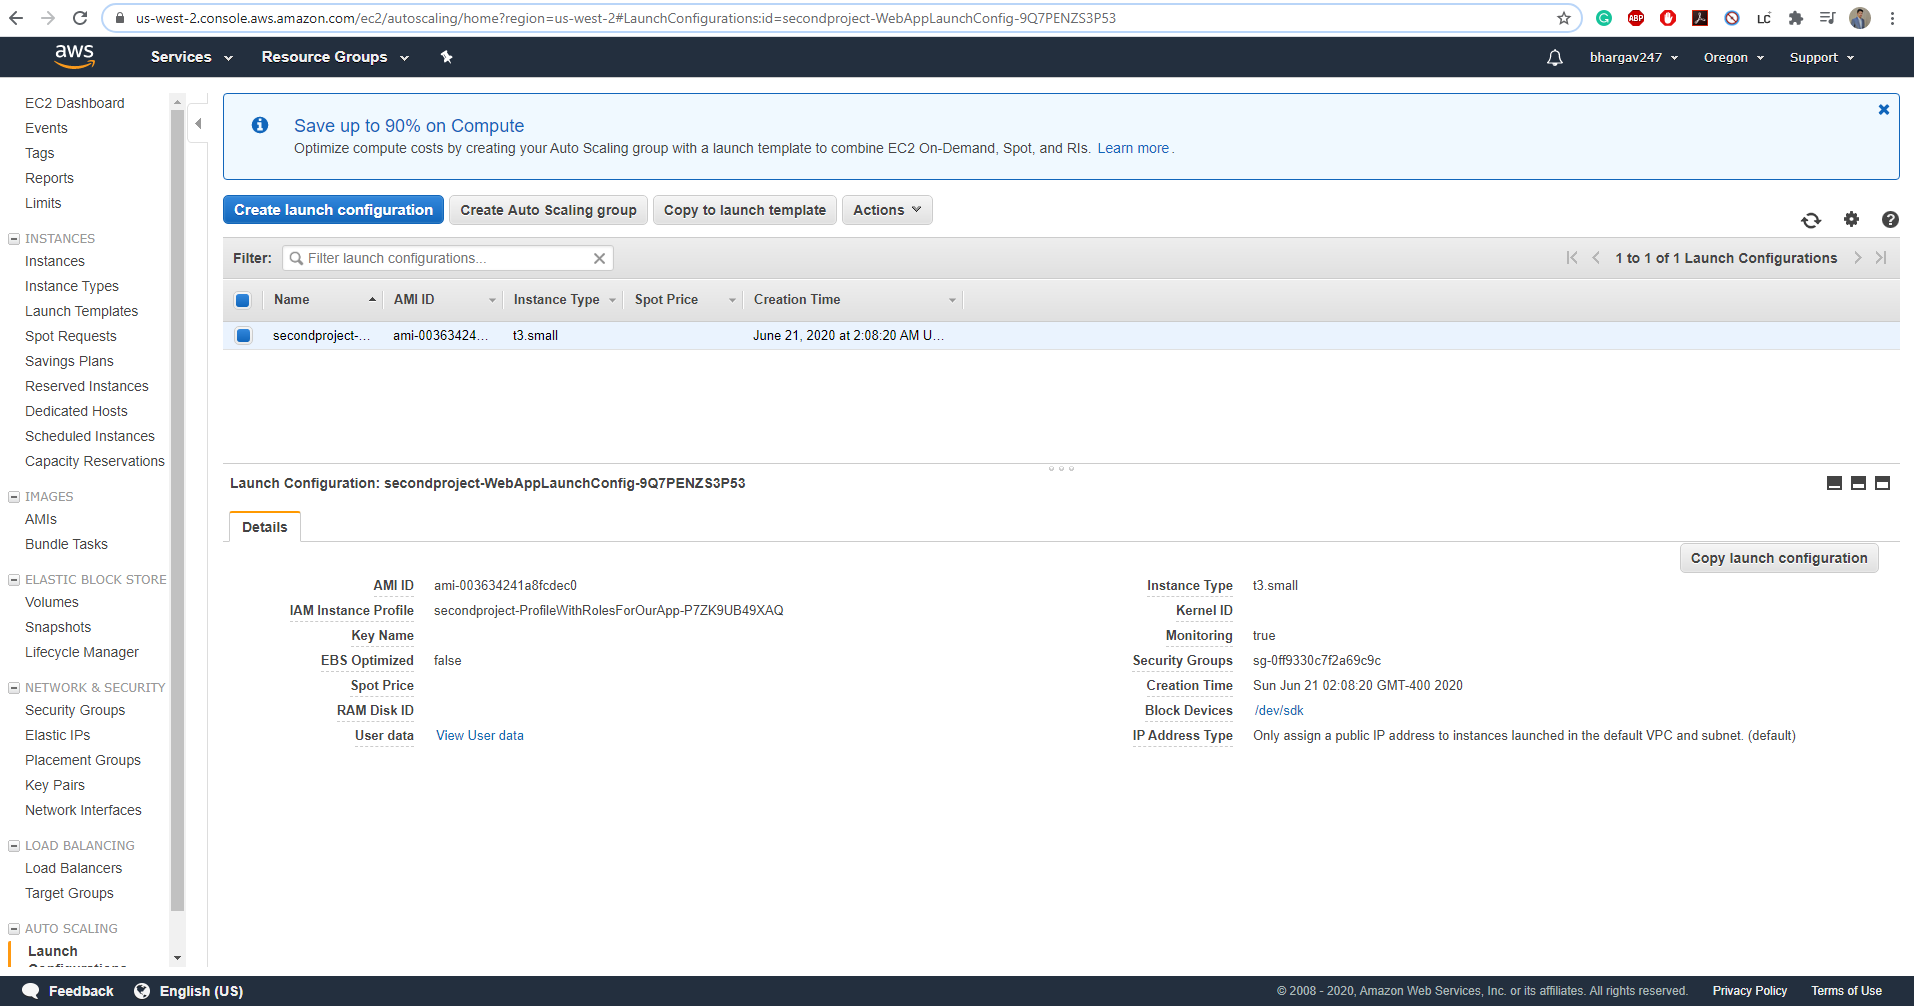 us-west-2.console.aws.amazon.com/ec2/autoscaling/home?region=us-west-2#LaunchConfigurations:id=secondproject-WebAppLaunchConfig-9Q7PENZS3P53
ABP
LC
aws
Services
Resource Groups
bhargav247
Oregon
Support
EC2 Dashboard
Events
Tags
Reports
Limits
INSTANCES
Instances
Instance Types
Launch Templates
Spot Requests
Savings Plans
Reserved Instances
Dedicated Hosts
Scheduled Instances
Capacity Reservations
IMAGES
AMIs
Bundle Tasks
ELASTIC BLOCK STORE
Volumes
Snapshots
Lifecycle Manager
NETWORK & SECURITY
Security Groups
Elastic IPs
Placement Groups
Key Pairs
Network Interfaces
LOAD BALANCING
Load Balancers
Target Groups
AUTO SCALING
Launch
Configurations
Save up to 90% on Compute
Optimize compute costs by creating your Auto Scaling group with a launch template to combine EC2 On-Demand, Spot, and RIs. Learn more.
Create launch configuration
Create Auto Scaling group
Copy to launch template
Actions
Filter:
Filter launch configurations...
1 to 1 of 1 Launch Configurations
Name AMI ID Instance Type Spot Price Creation Time
secondproject-... ami-00363424... t3.small June 21, 2020 at 2:08:20 AM U...
Launch Configuration: secondproject-WebAppLaunchConfig-9Q7PENZS3P53
Details
Copy launch configuration
AMI ID ami-003634241a8fcdec0
IAM Instance Profile secondproject-ProfileWithRolesForOurApp-P7ZK9UB49XAQ
Key Name
EBS Optimized false
Spot Price
RAM Disk ID
User data View User data
Instance Type t3.small
Kernel ID
Monitoring true
Security Groups sg-0ff9330c7f2a69c9c
Creation Time Sun Jun 21 02:08:20 GMT-400 2020
Block Devices /dev/sdk
IP Address Type Only assign a public IP address to instances launched in the default VPC and subnet. (default)
Feedback
English (US)
© 2008 - 2020, Amazon Web Services, Inc. or its affiliates. All rights reserved.
Privacy Policy
Terms of Use